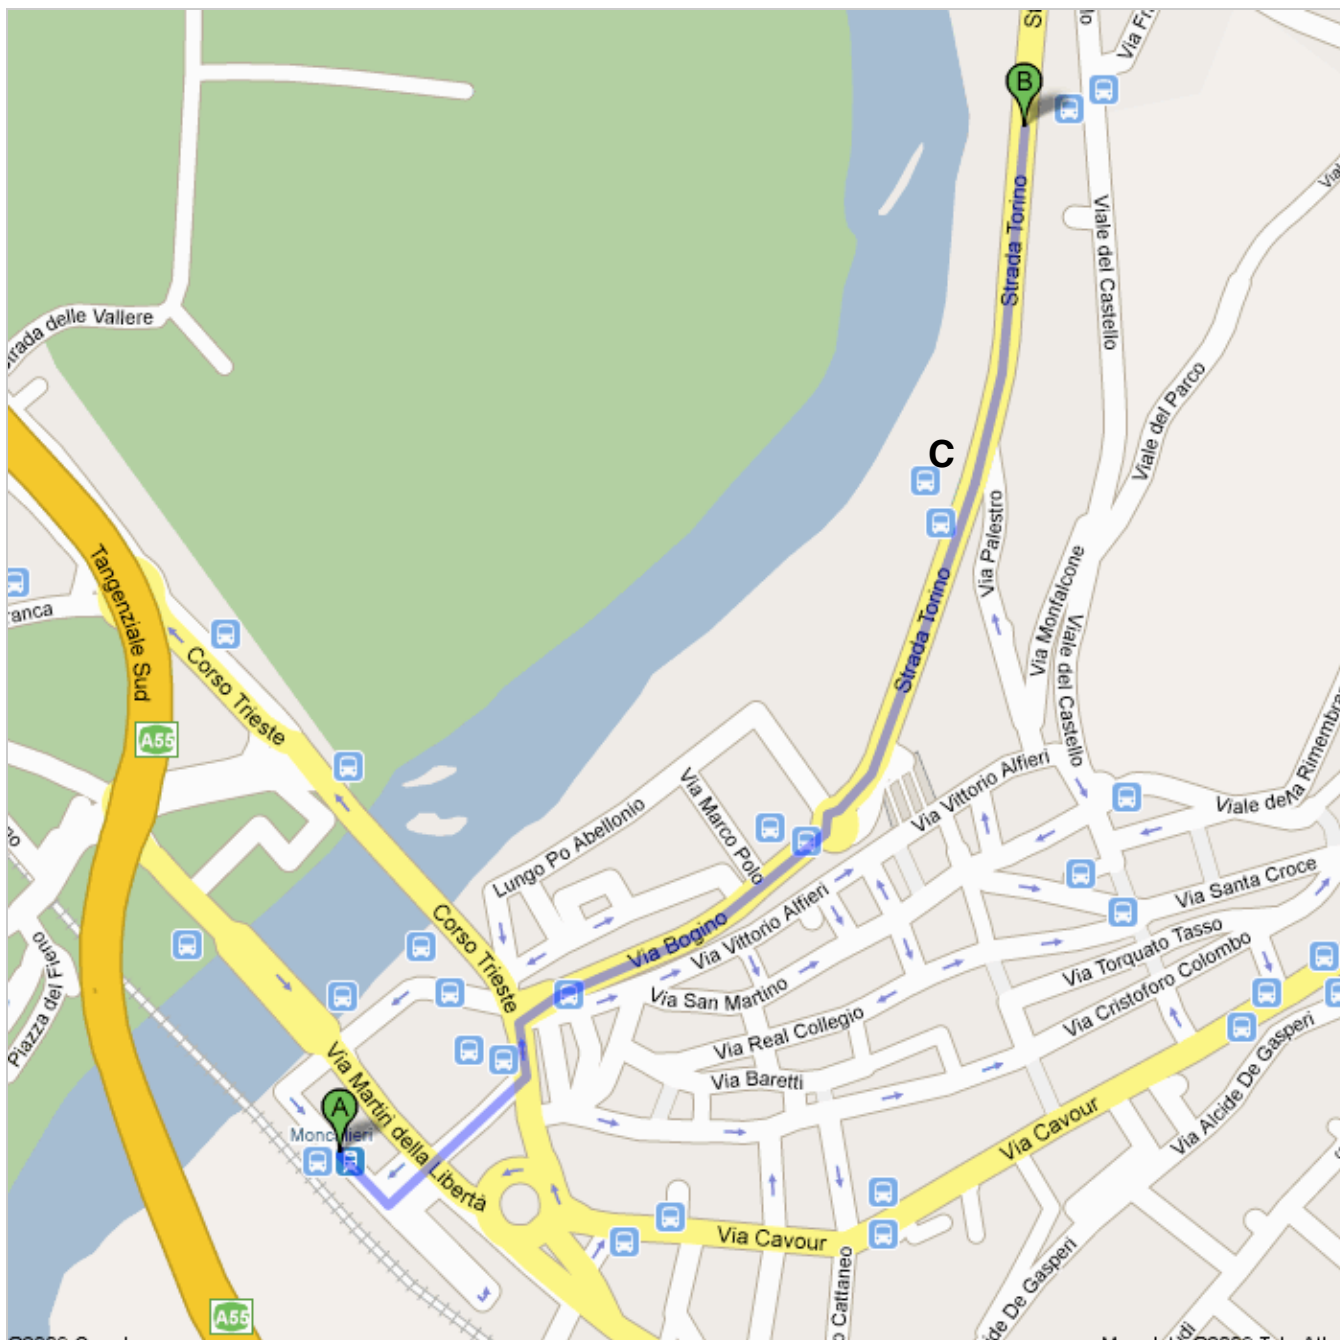 B
Viale del Castello
Strada Torino
Strada delle Vallere
Viale del Parco
C
Via Palestro
Tangenziale Sud
Via Monfalcone
Strada Torino
Viale del Castello
Corso Trieste
A55
Via Vittorio Alfieri
Via Marco Polo
Lungo Po Abellonio
Via Santa Croce
Corso Trieste
Via Bogino
Via Vittorio Alfieri
Via Torquato Tasso
Piazza del Fieno
Via San Martino
Via Cristoforo Colombo
Via Real Collegio
Via Baretti
Via Alcide De Gasperi
Via Martiri della Libertà
A
Moncalieri
Via Cavour
Via Cavour
Cattaneo
De Gasperi
A55